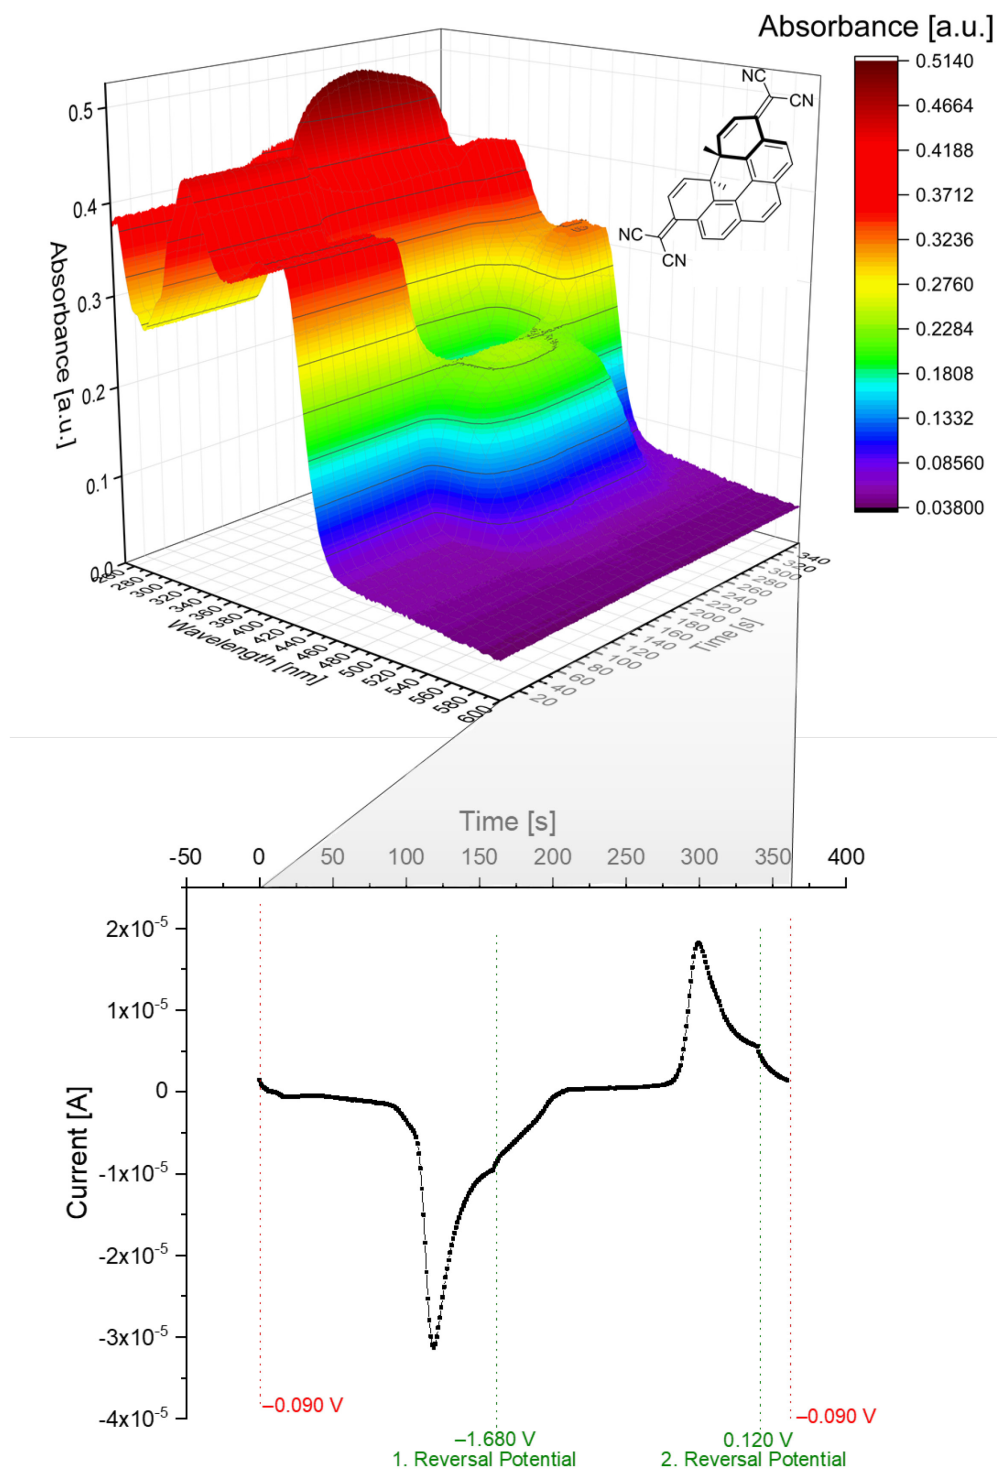 Absorbance [a.u.]
0.5140
0.4664
0.4188
0.3712
0.3236
0.2760
0.2284
0.1808
0.1332
0.08560
0.03800
NC
CN
NC
CN
0.5
0.4
0.3
0.2
0.1
0.0
Absorbance [a.u.]
280
300
320
340
360
380
400
420
440
460
480
500
520
540
560
580
600
Wavelength [nm]
20
40
60
80
100
120
140
160
180
200
220
240
260
280
300
320
340
Time [s]
Time [s]
-50 0 50 100 150 200 250 300 350 400
2x10⁻⁵
1x10⁻⁵
0
-1x10⁻⁵
-2x10⁻⁵
-3x10⁻⁵
-4x10⁻⁵
Current [A]
–0.090 V
–0.090 V
–1.680 V
1. Reversal Potential
0.120 V
2. Reversal Potential